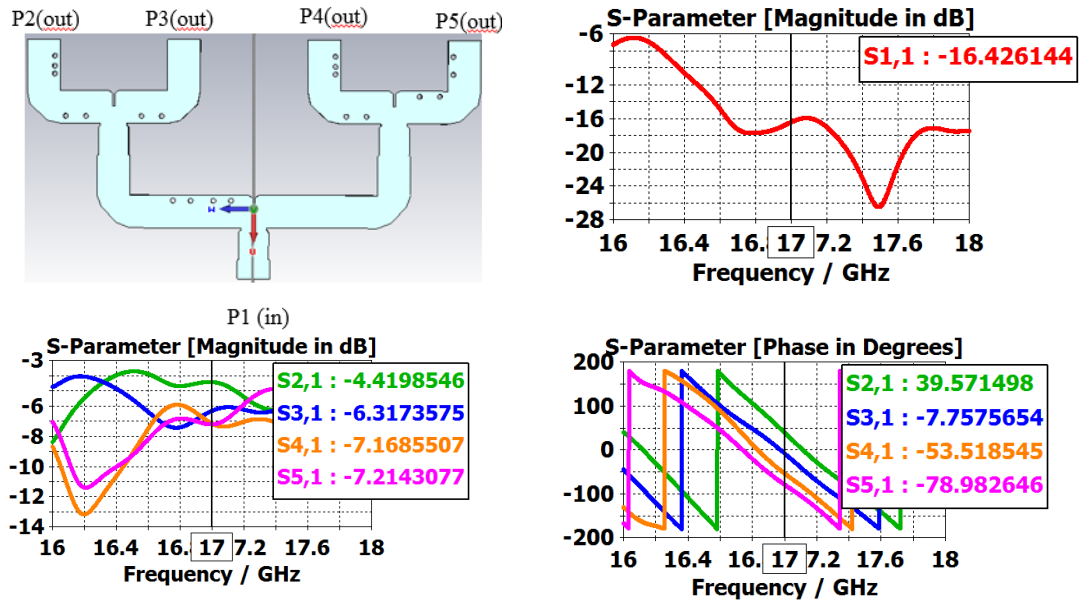 P2(out) P3(out) P4(out) P5(out)
P1 (in)
S-Parameter [Magnitude in dB]
S1,1 : -16.426144
-6
-12
-16
-20
-24
-28
16 16.4 16. 17 7.2 17.6 18
Frequency / GHz
S-Parameter [Magnitude in dB]
S2,1 : -4.4198546
S3,1 : -6.3173575
S4,1 : -7.1685507
S5,1 : -7.2143077
-3
-6
-8
-10
-12
-14
16 16.4 16. 17 7.2 17.6 18
Frequency / GHz
S-Parameter [Phase in Degrees]
S2,1 : 39.571498
S3,1 : -7.7575654
S4,1 : -53.518545
S5,1 : -78.982646
200
100
0
-100
-200
16 16.4 16. 17 7.2 17.6 18
Frequency / GHz